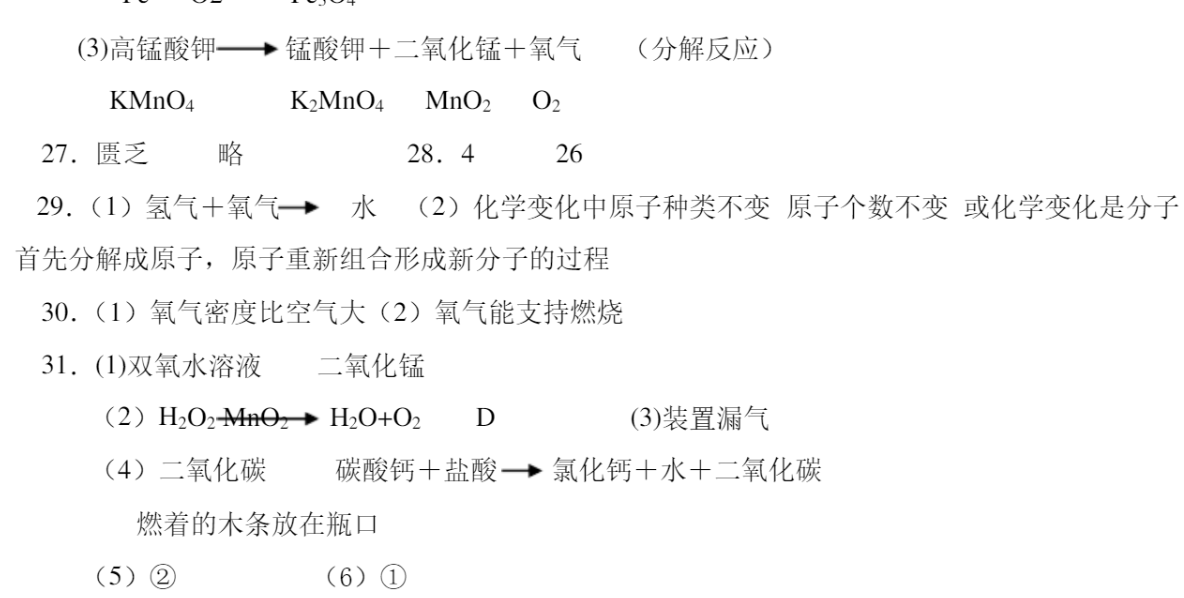 (3)高锰酸钾⟶ 锰酸钾+二氧化锰+氧气 （分解反应）
KMnO₄ K₂MnO₄ MnO₂ O₂
27．匮乏 略 28．4 26
29．（1）氢气+氧气→ 水 （2）化学变化中原子种类不变 原子个数不变 或化学变化是分子
首先分解成原子，原子重新组合形成新分子的过程
30．（1）氧气密度比空气大（2）氧气能支持燃烧
31．(1)双氧水溶液 二氧化锰
（2）H₂O₂ MnO₂→ H₂O+O₂ D (3)装置漏气
（4）二氧化碳 碳酸钙+盐酸→ 氯化钙+水+二氧化碳
燃着的木条放在瓶口
（5）② （6）①